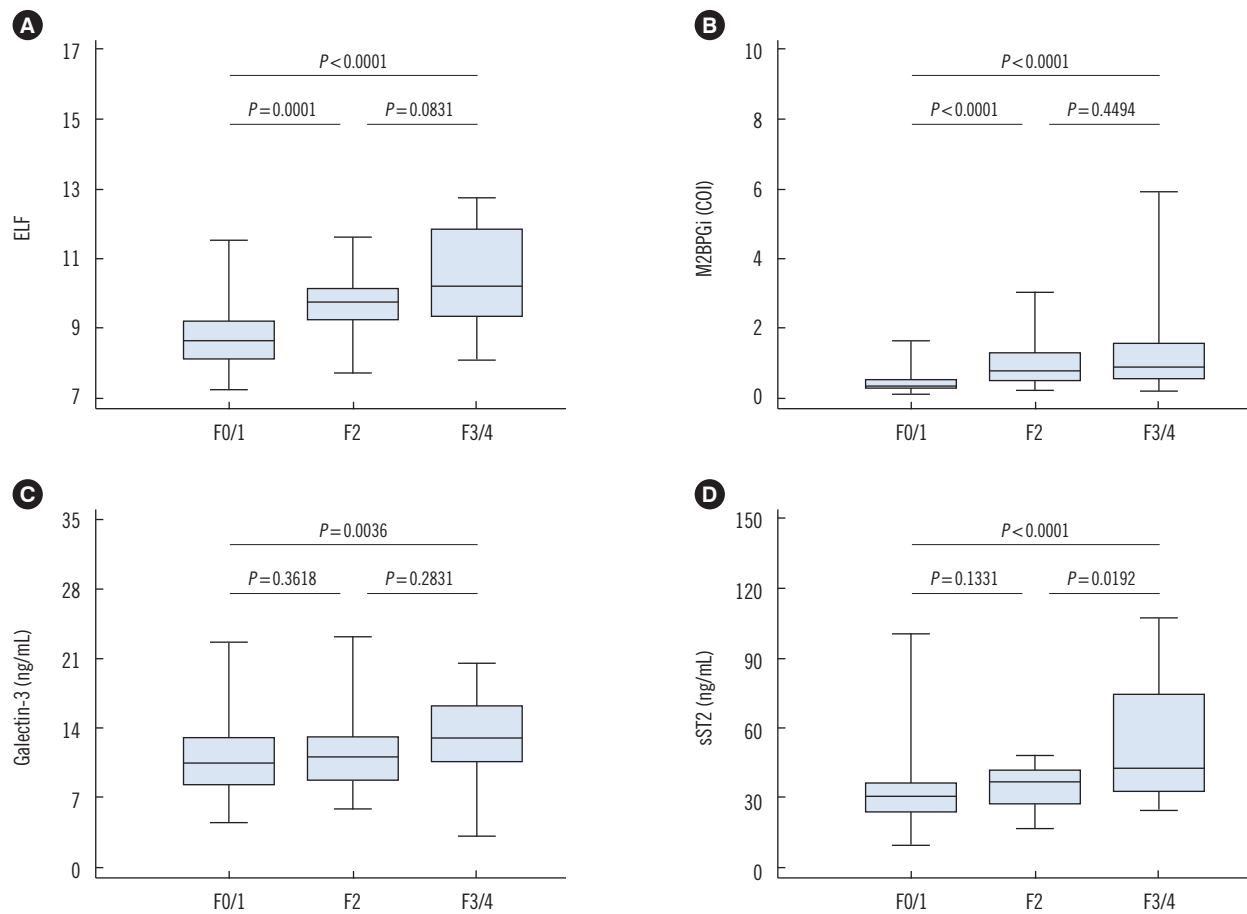 A
17
15
13
11
9
7
ELF
P<0.0001
P=0.0001
P=0.0831
F0/1
F2
F3/4
B
10
8
6
4
2
0
M2BPGi (COI)
P<0.0001
P<0.0001
P=0.4494
F0/1
F2
F3/4
C
35
28
21
14
7
0
Galectin-3 (ng/mL)
P=0.0036
P=0.3618
P=0.2831
F0/1
F2
F3/4
D
150
120
90
60
30
0
sST2 (ng/mL)
P<0.0001
P=0.1331
P=0.0192
F0/1
F2
F3/4